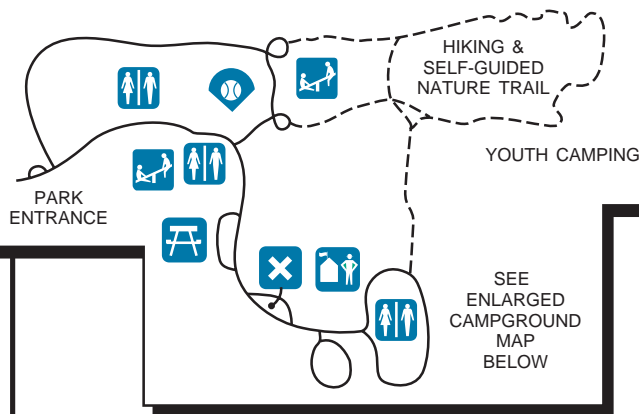 HIKING &
SELF-GUIDED
NATURE TRAIL
YOUTH CAMPING
PARK
ENTRANCE
SEE
ENLARGED
CAMPGROUND
MAP
BELOW